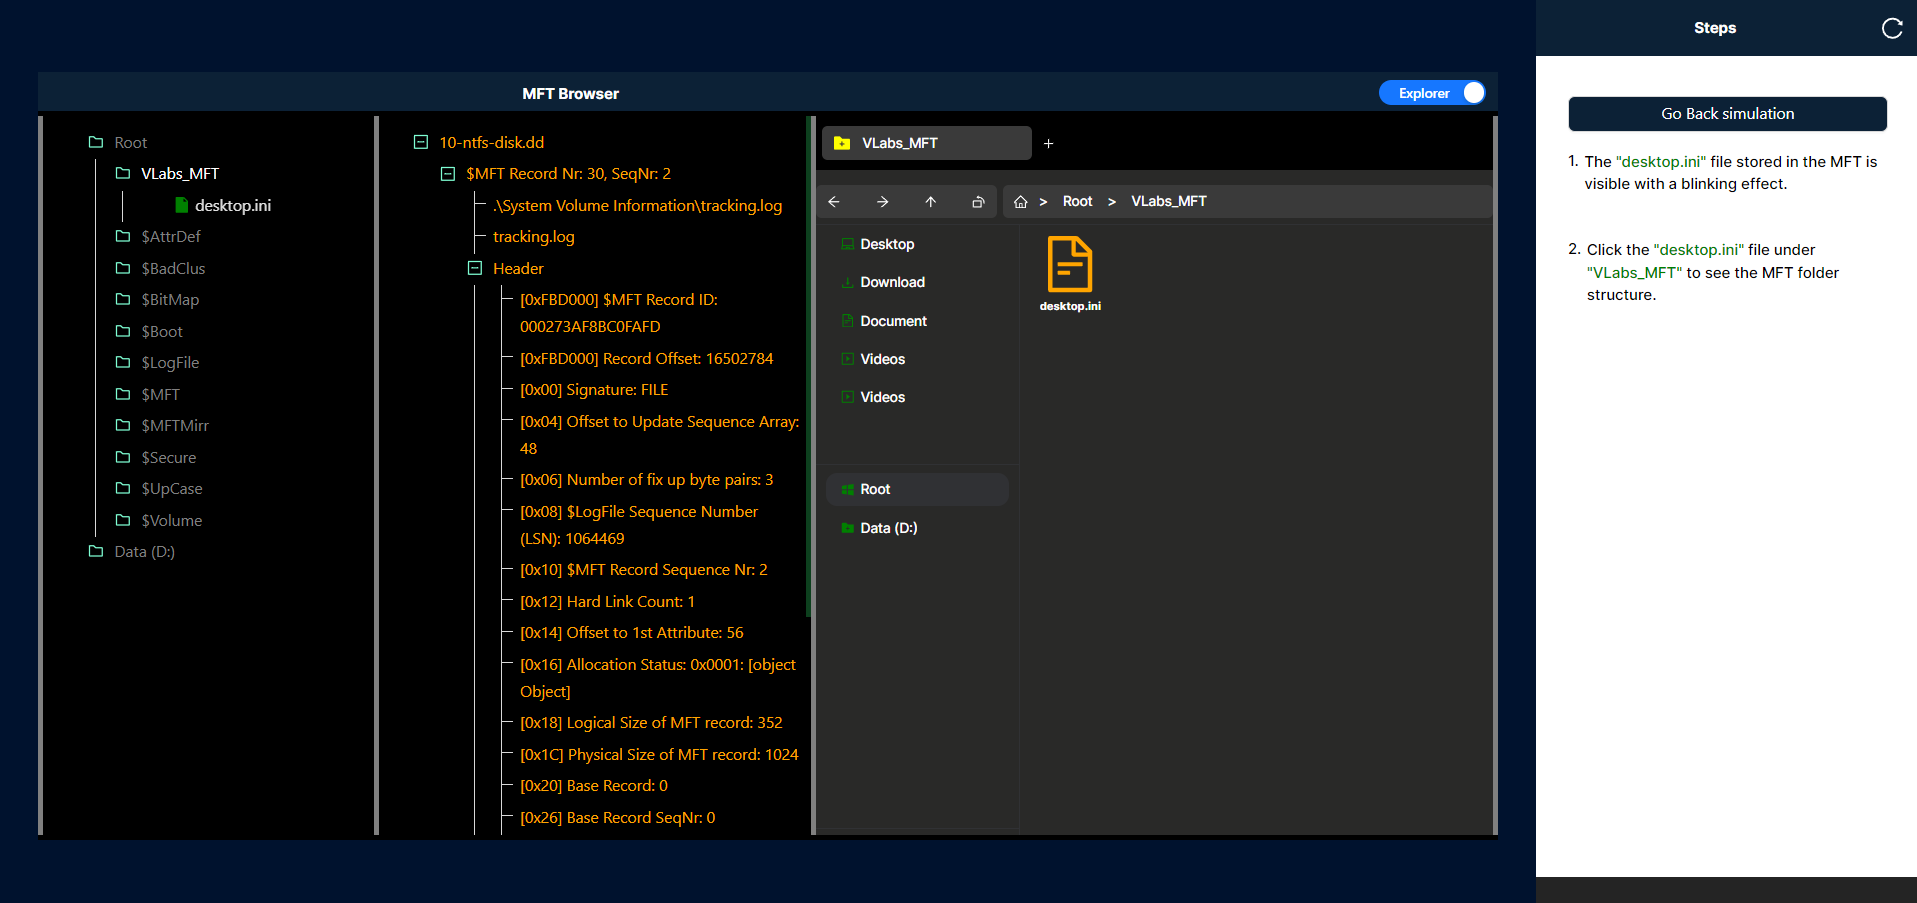 Steps
MFT Browser
Explorer
Go Back simulation
Root
VLabs_MFT
desktop.ini
$AttrDef
$BadClus
$BitMap
$Boot
$LogFile
$MFT
$MFTMirr
$Secure
$UpCase
$Volume
Data (D:)
10-ntfs-disk.dd
$MFT Record Nr: 30, SeqNr: 2
.\System Volume Information\tracking.log
tracking.log
Header
[0xFBD000] $MFT Record ID:
000273AF8BC0FAFD
[0xFBD000] Record Offset: 16502784
[0x00] Signature: FILE
[0x04] Offset to Update Sequence Array:
48
[0x06] Number of fix up byte pairs: 3
[0x08] $LogFile Sequence Number
(LSN): 1064469
[0x10] $MFT Record Sequence Nr: 2
[0x12] Hard Link Count: 1
[0x14] Offset to 1st Attribute: 56
[0x16] Allocation Status: 0x0001: [object
Object]
[0x18] Logical Size of MFT record: 352
[0x1C] Physical Size of MFT record: 1024
[0x20] Base Record: 0
[0x26] Base Record SeqNr: 0
VLabs_MFT +
> Root > VLabs_MFT
Desktop
Download
Document
Videos
Videos
Root
Data (D:)
desktop.ini
1. The "desktop.ini" file stored in the MFT is
visible with a blinking effect.
2. Click the "desktop.ini" file under
"VLabs_MFT" to see the MFT folder
structure.